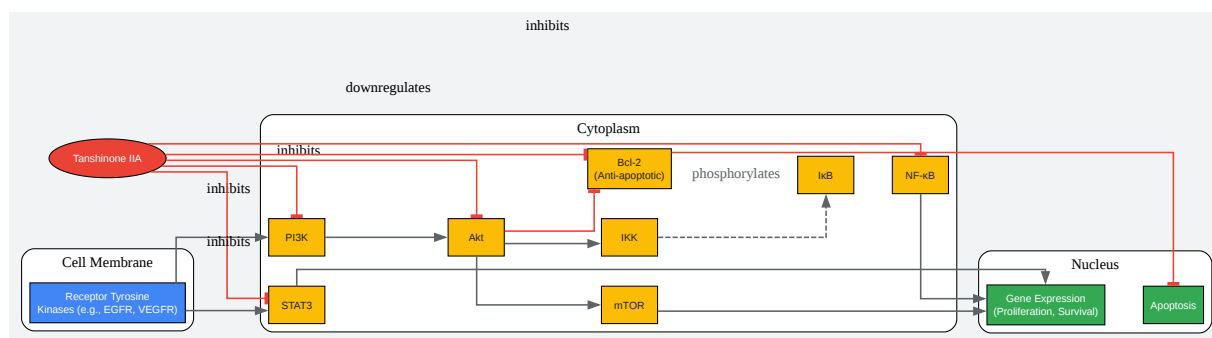 inhibits
downregulates
Cytoplasm
inhibits
Tanshinone IIA
Bcl-2
(Anti-apoptotic)
phosphorylates
IκB
NF-κB
inhibits
PI3K
Akt
IKK
inhibits
Cell Membrane
Nucleus
Receptor Tyrosine
Kinases (e.g., EGFR, VEGFR)
STAT3
mTOR
Gene Expression
(Proliferation, Survival)
Apoptosis